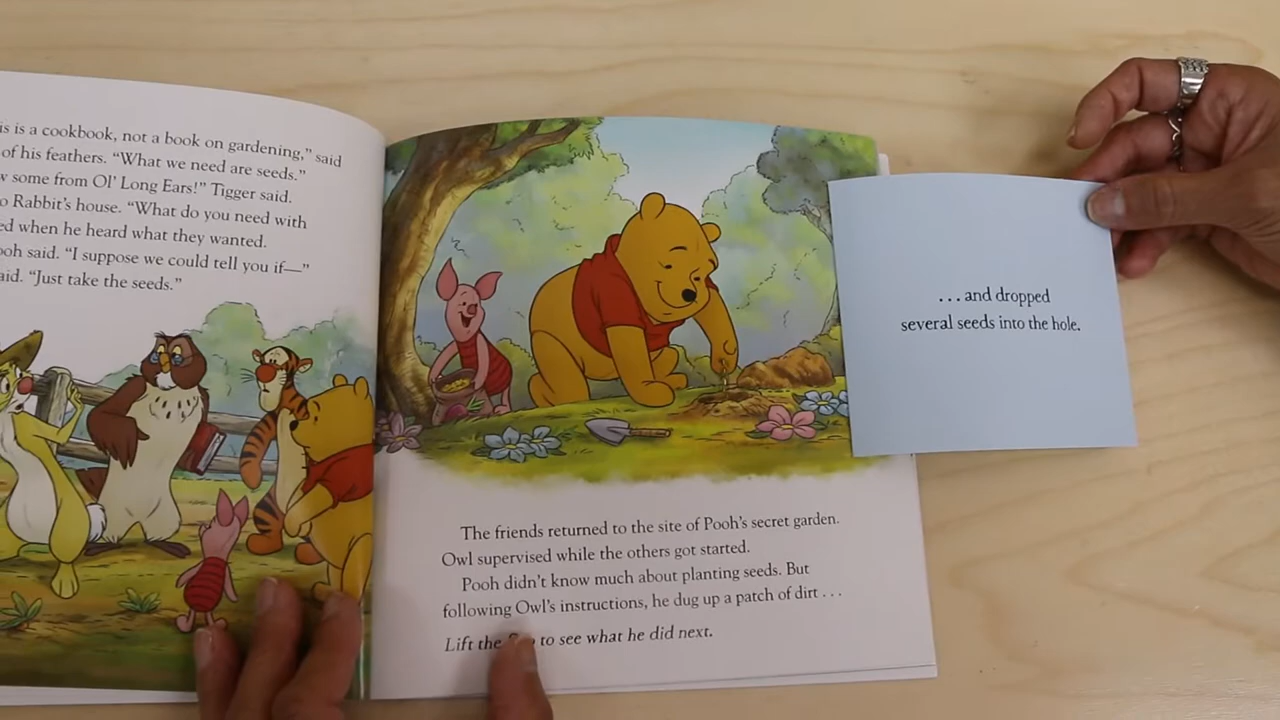 is is a cookbook, not a book on gardening,” said
of his feathers. “What we need are seeds.”
w some from Ol’ Long Ears!” Tigger said.
o Rabbit’s house. “What do you need with
ed when he heard what they wanted.
ooh said. “I suppose we could tell you if—”
aid. “Just take the seeds.”
The friends returned to the site of Pooh’s secret garden.
Owl supervised while the others got started.
Pooh didn’t know much about planting seeds. But
following Owl’s instructions, he dug up a patch of dirt . . .
Lift the to see what he did next.
. . . and dropped
several seeds into the hole.